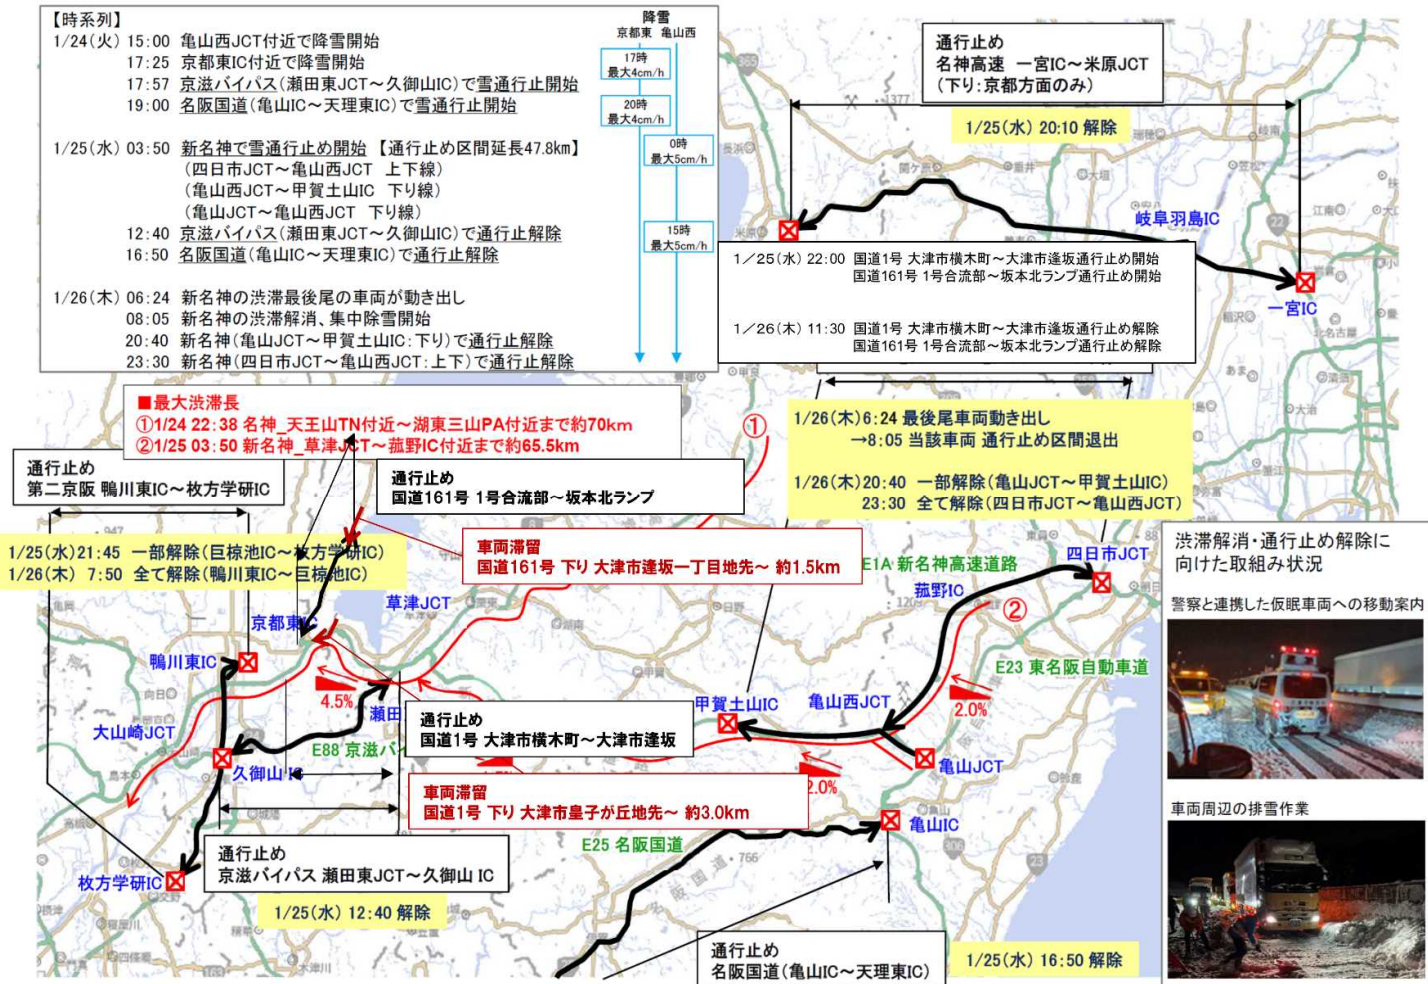 【時系列】
1/24(火) 15:00 亀山西JCT付近で降雪開始
17:25 京都東IC付近で降雪開始
17:57 京滋バイパス(瀬田東JCT～久御山IC)で雪通行止開始
19:00 名阪国道(亀山IC～天理東IC)で雪通行止開始
1/25(水) 03:50 新名神で雪通行止め開始 【通行止め区間延長47.8km】
(四日市JCT～亀山西JCT 上下線)
(亀山西JCT～甲賀土山IC 下り線)
(亀山JCT～亀山西JCT 下り線)
12:40 京滋バイパス(瀬田東JCT～久御山IC)で通行止解除
16:50 名阪国道(亀山IC～天理東IC)で通行止解除
1/26(木) 06:24 新名神の渋滞最後尾の車両が動き出し
08:05 新名神の渋滞解消、集中除雪開始
20:40 新名神(亀山JCT～甲賀土山IC:下り)で通行止解除
23:30 新名神(四日市JCT～亀山西JCT:上下)で通行止解除
降雪
京都東 亀山西
17時
最大4cm/h
20時
最大4cm/h
0時
最大5cm/h
15時
最大5cm/h
通行止め
名神高速 一宮IC～米原JCT
(下り:京都方面のみ)
1/25(水) 20:10 解除
岐阜羽島IC
一宮IC
1／25(水) 22:00 国道1号 大津市横木町～大津市逢坂通行止め開始
国道161号 1号合流部～坂本北ランプ通行止め開始
1／26(木) 11:30 国道1号 大津市横木町～大津市逢坂通行止め解除
国道161号 1号合流部～坂本北ランプ通行止め解除
■最大渋滞長
①1/24 22:38 名神_天王山TN付近～湖東三山PA付近まで約70km
②1/25 03:50 新名神_草津JCT～菰野IC付近まで約65.5km
①
1/26(木)6:24 最後尾車両動き出し
→8:05 当該車両 通行止め区間退出
1/26(木)20:40 一部解除(亀山JCT～甲賀土山IC)
23:30 全て解除(四日市JCT～亀山西JCT)
通行止め
第二京阪 鴨川東IC～枚方学研IC
通行止め
国道161号 1号合流部～坂本北ランプ
1/25(水)21:45 一部解除(巨椋池IC～枚方学研IC)
1/26(木) 7:50 全て解除(鴨川東IC～巨椋池IC)
車両滞留
国道161号 下り 大津市逢坂一丁目地先～ 約1.5km
E1A 新名神高速道路
四日市JCT
菰野IC
②
草津JCT
京都東IC
鴨川東IC
4.5%
瀬田
大山崎JCT
E88 京滋バイ
久御山 IC
枚方学研IC
通行止め
国道1号 大津市横木町～大津市逢坂
車両滞留
国道1号 下り 大津市皇子が丘地先～ 約3.0km
甲賀土山IC
亀山西JCT
E23 東名阪自動車道
2.0%
2.0%
亀山JCT
亀山IC
E25 名阪国道
通行止め
京滋バイパス 瀬田東JCT～久御山 IC
1/25(水) 12:40 解除
通行止め
名阪国道(亀山IC～天理東IC)
1/25(水) 16:50 解除
渋滞解消・通行止め解除に
向けた取組み状況
警察と連携した仮眠車両への移動案内
車両周辺の排雪作業